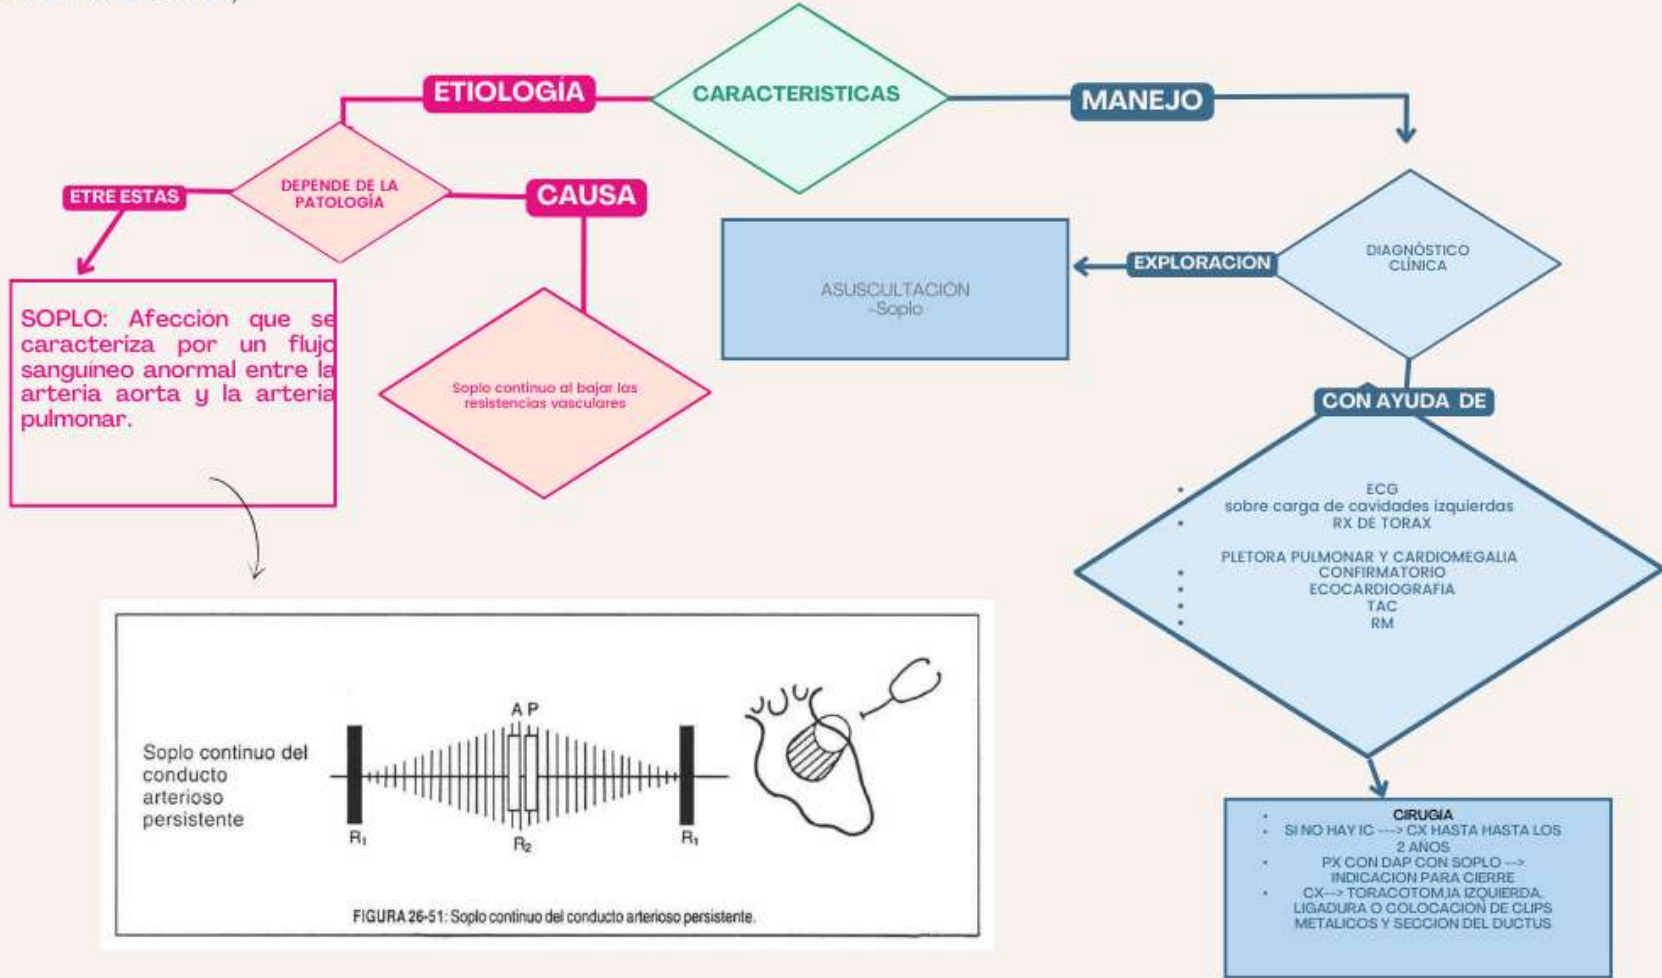 CARACTERISTICAS
ETIOLOGÍA
DEPENDE DE LA
PATOLOGÍA
ETRE ESTAS
SOPLO: Afección que se
caracteriza por un flujo
sanguíneo anormal entre la
arteria aorta y la arteria
pulmonar.
CAUSA
Soplo continuo al bajar las
resistencias vasculares
Soplo continuo del
conducto
arterioso
persistente
A P
R₁
R₂
R₁
FIGURA 26-51: Soplo continuo del conducto arterioso persistente.
MANEJO
DIAGNÓSTICO
CLÍNICA
EXPLORACION
ASUSCULTACIÓN
-Soplo
CON AYUDA DE
• ECG
sobre carga de cavidades izquierdas
• RX DE TORAX
PLETORA PULMONAR Y CARDIOMEGALIA
• CONFIRMATORIO
• ECOCARDIOGRAFIA
• TAC
• RM
• CIRUGÍA
• SI NO HAY IC ---> CX HASTA HASTA LOS
2 AÑOS
• PX CON DAP CON SOPLO -->
INDICACION PARA CIERRE
• CX--> TORACOTOM,IA IZQUIERDA,
LIGADURA O COLOCACION DE CLIPS
METALICOS Y SECCION DEL DUCTUS